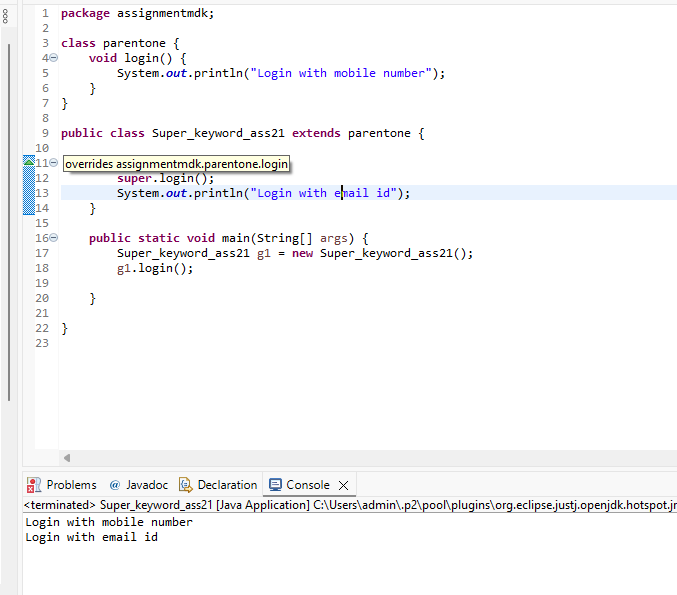 1 package assignmentmdk;
2
3 class parentone {
4 void login() {
5 System.out.println("Login with mobile number");
6 }
7 }
8
9 public class Super_keyword_ass21 extends parentone {
10
11 overrides assignmentmdk.parentone.login
12 super.login();
13 System.out.println("Login with email id");
14 }
15
16 public static void main(String[] args) {
17 Super_keyword_ass21 g1 = new Super_keyword_ass21();
18 g1.login();
19
20 }
21
22 }
23
Problems @ Javadoc Declaration Console
<terminated> Super_keyword_ass21 [Java Application] C:\Users\admin\.p2\pool\plugins\org.eclipse.justj.openjdk.hotspot.jr
Login with mobile number
Login with email id